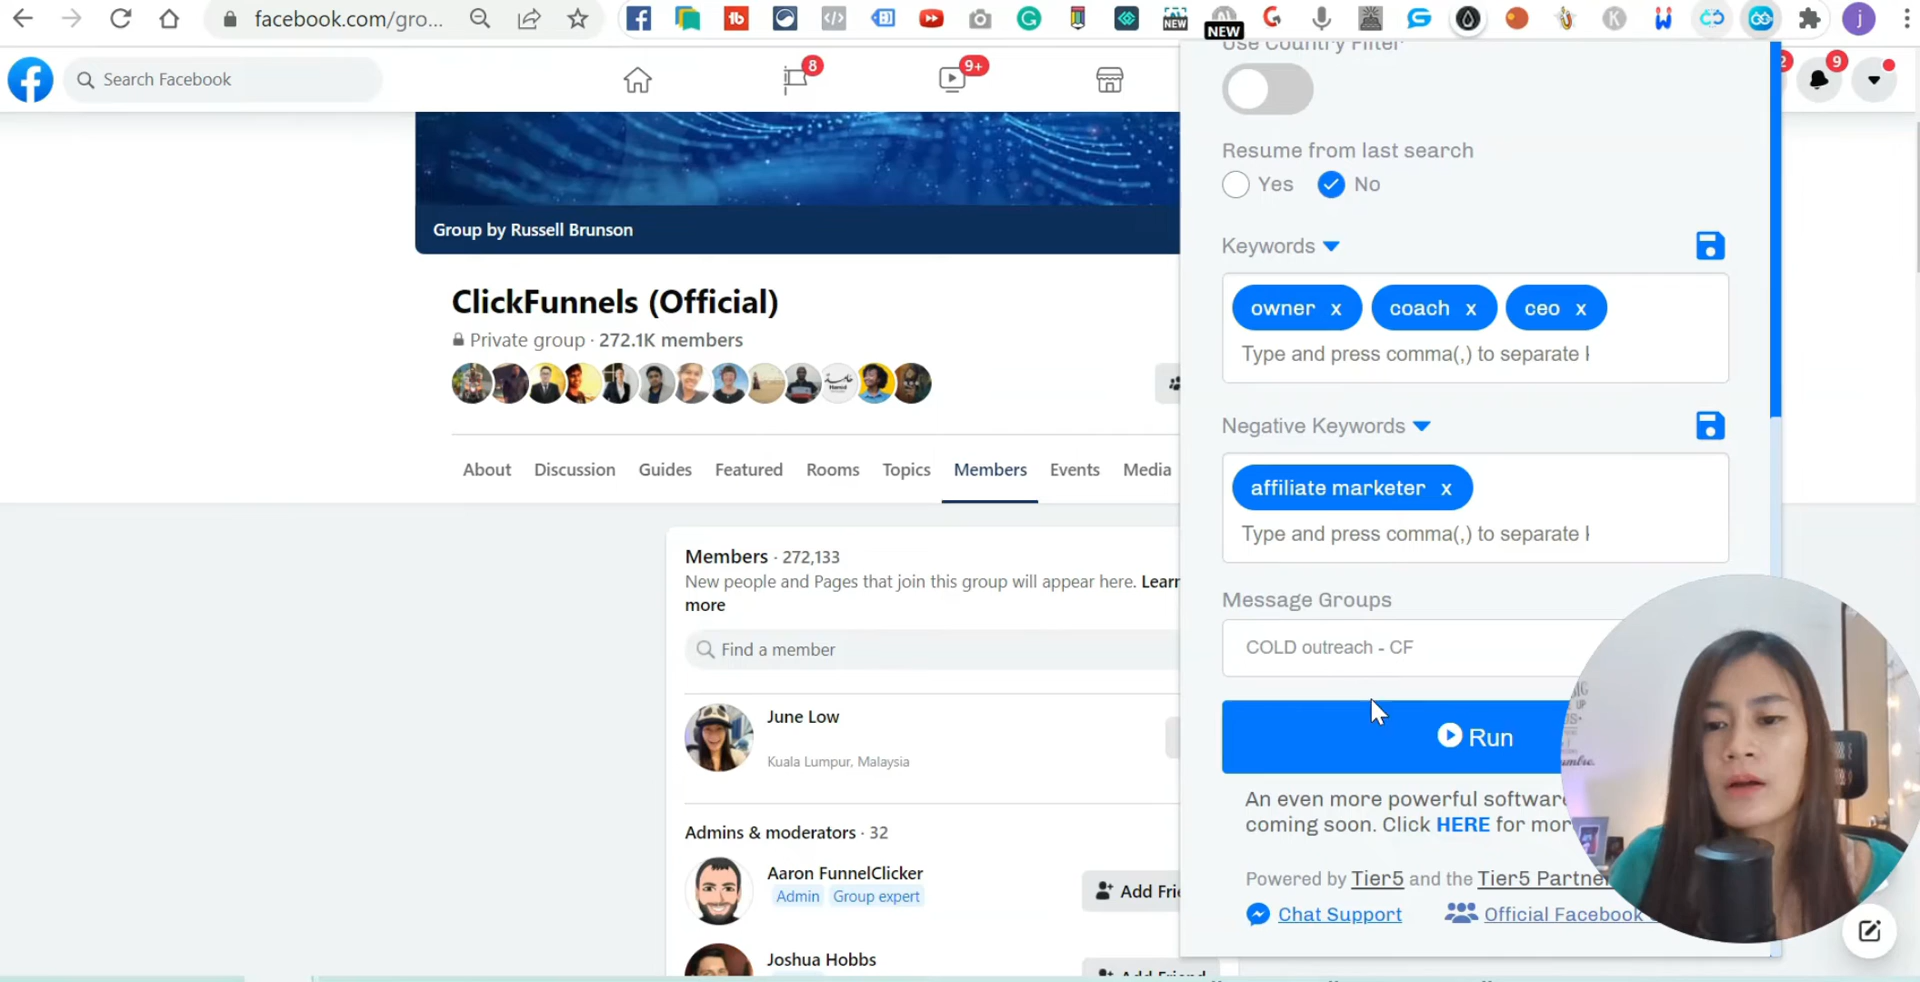 facebook.com/gro...
NEW
NEW
j
Search Facebook
8
9+
2
9
Group by Russell Brunson
ClickFunnels (Official)
Private group · 272.1K members
About Discussion Guides Featured Rooms Topics Members Events Media
Members · 272,133
New people and Pages that join this group will appear here. Learn
more
Find a member
June Low
Kuala Lumpur, Malaysia
Admins & moderators · 32
Aaron FunnelClicker
Admin Group expert
Add Frie
Joshua Hobbs
Add Friend
Use Country Filter
Resume from last search
Yes No
Keywords
owner x coach x ceo x
Type and press comma(,) to separate k
Negative Keywords
affiliate marketer x
Type and press comma(,) to separate k
Message Groups
COLD outreach - CF
Run
An even more powerful software
coming soon. Click HERE for mor
Powered by Tier5 and the Tier5 Partner
Chat Support Official Facebook